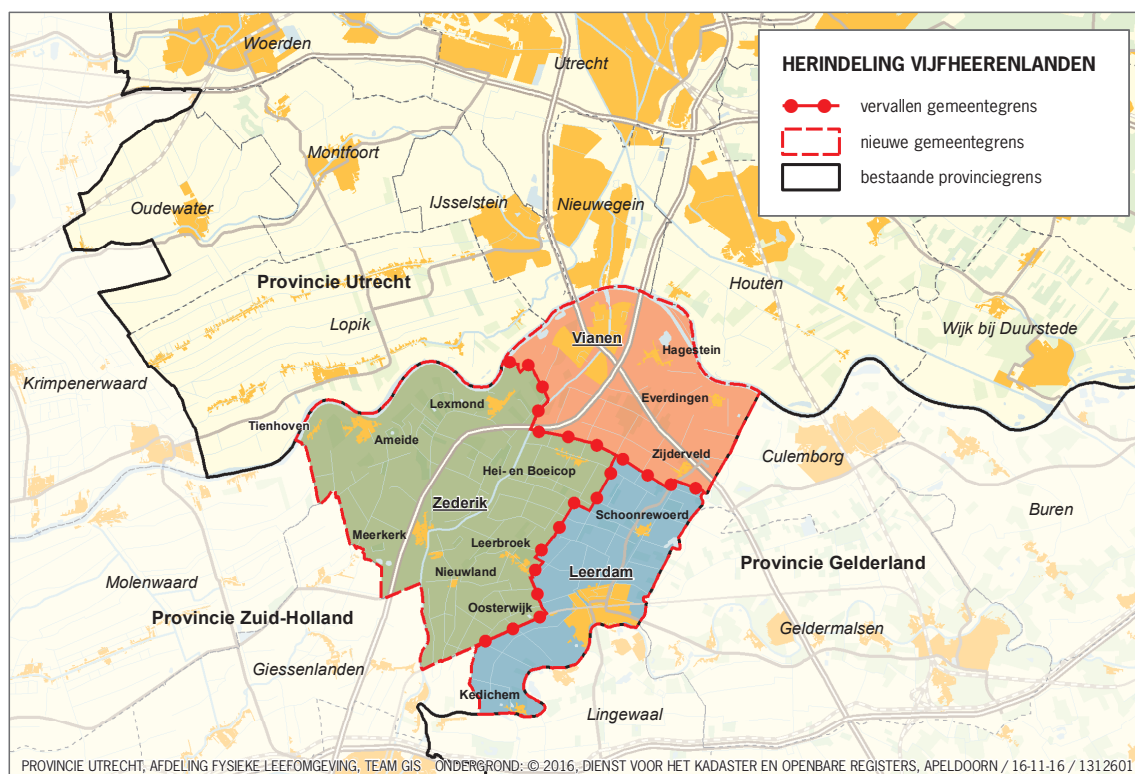 HERINDELING VIJFHEERENLANDEN
vervallen gemeentegrens
nieuwe gemeentegrens
bestaande provinciegrens
Woerden
Utrecht
Montfoort
Oudewater
IJsselstein
Nieuwegein
Provincie Utrecht
Houten
Lopik
Wijk bij Duurstede
Vianen
Hagestein
Krimpenerwaard
Lexmond
Everdingen
Tienhoven
Ameide
Zijderveld
Culemborg
Hei- en Boeicop
Zederik
Schoonrewoerd
Buren
Meerkerk
Leerbroek
Provincie Gelderland
Nieuwland
Leerdam
Molenwaard
Oosterwijk
Provincie Zuid-Holland
Geldermalsen
Giessenlanden
Kedichem
Lingewaal
PROVINCIE UTRECHT, AFDELING FYSIEKE LEEFOMGEVING, TEAM GIS ONDERGROND: © 2016, DIENST VOOR HET KADASTER EN OPENBARE REGISTERS, APELDOORN / 16-11-16 / 1312601